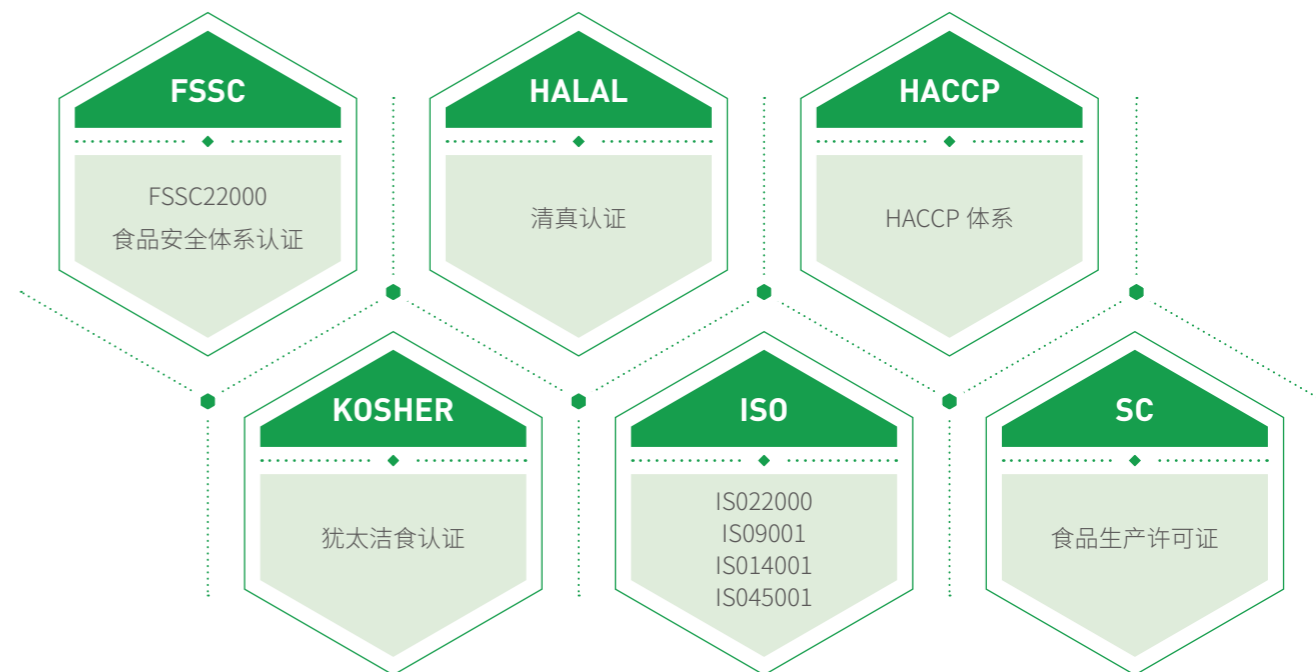 FSSC
FSSC22000
食品安全体系认证
HALAL
清真认证
HACCP
HACCP 体系
KOSHER
犹太洁食认证
ISO
IS022000
IS09001
IS014001
IS045001
SC
食品生产许可证